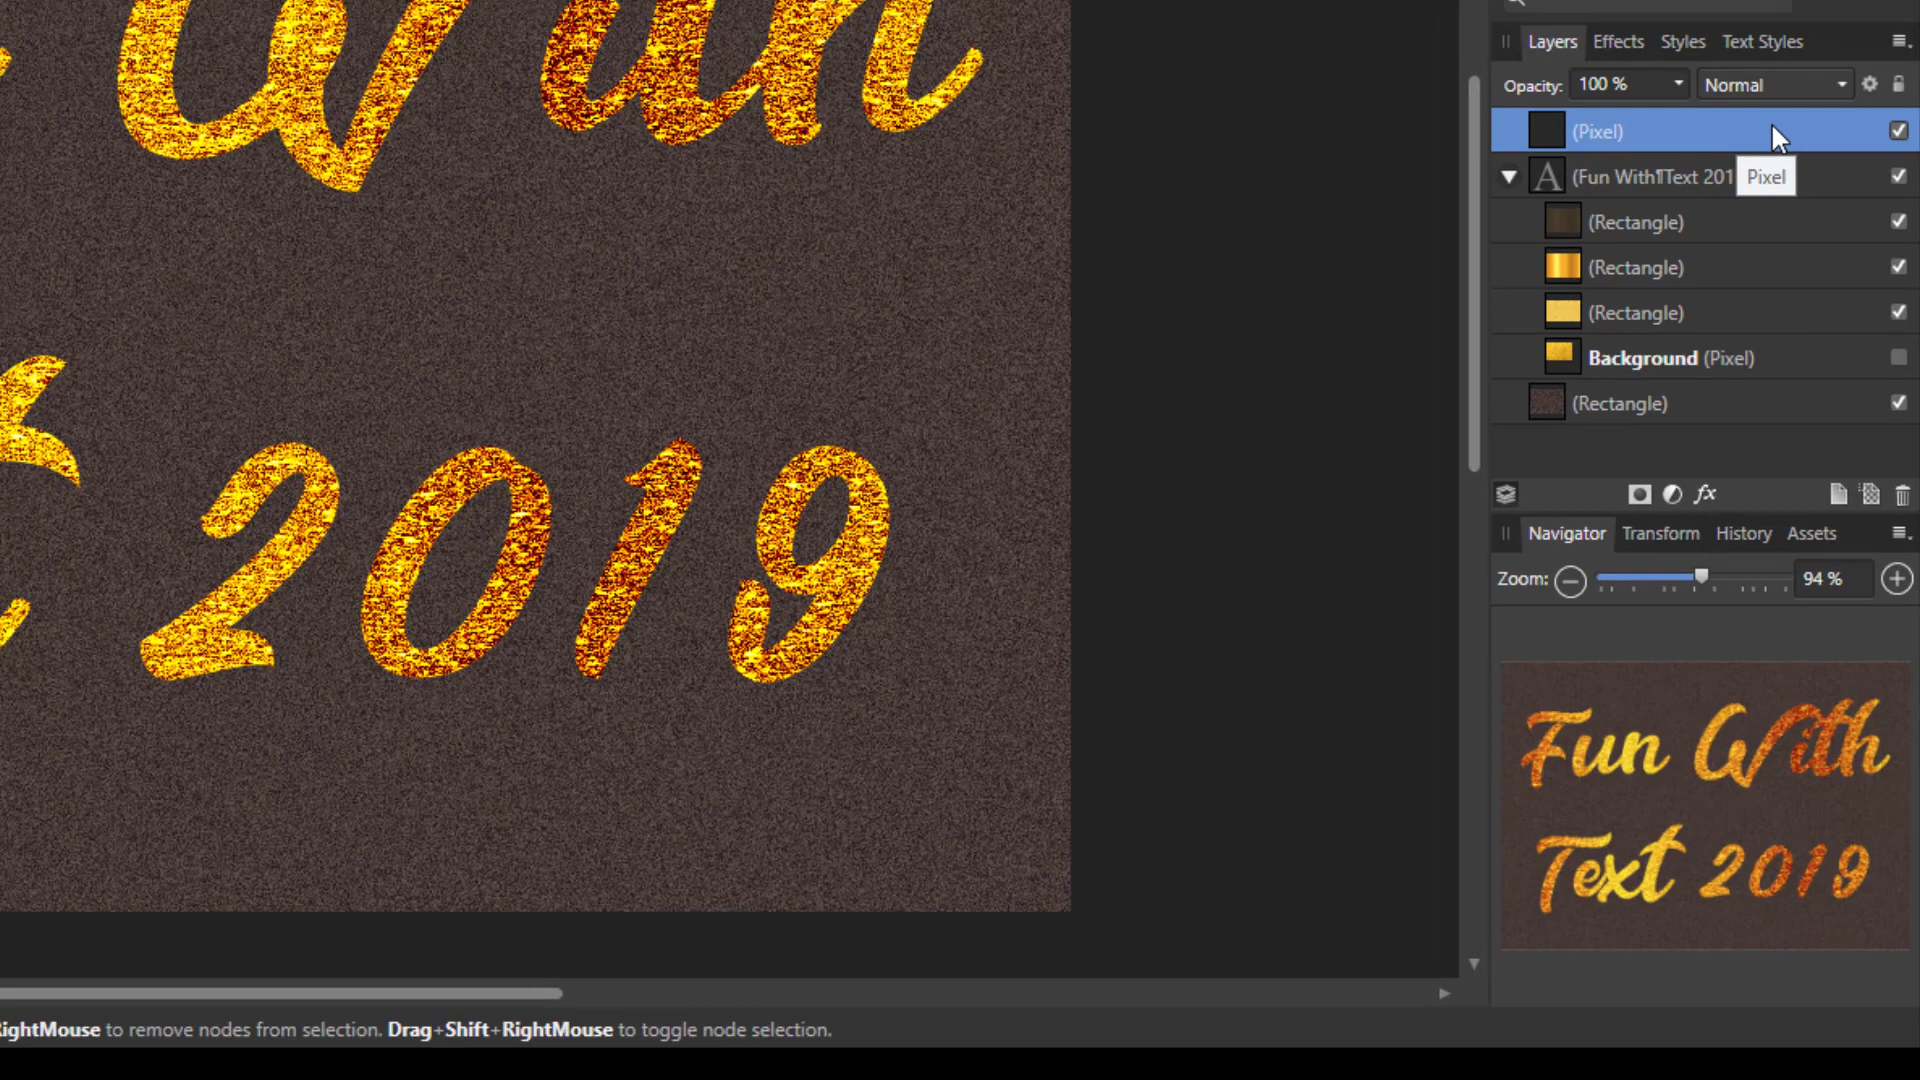 With
2019
Layers Effects Styles Text Styles
Opacity: 100 % Normal
(Pixel)
(Fun With¶Text 201
Pixel
(Rectangle)
(Rectangle)
(Rectangle)
Background (Pixel)
(Rectangle)
fx
Navigator Transform History Assets
Zoom: 94 %
Fun With
Text 2019
RightMouse to remove nodes from selection. Drag+Shift+RightMouse to toggle node selection.